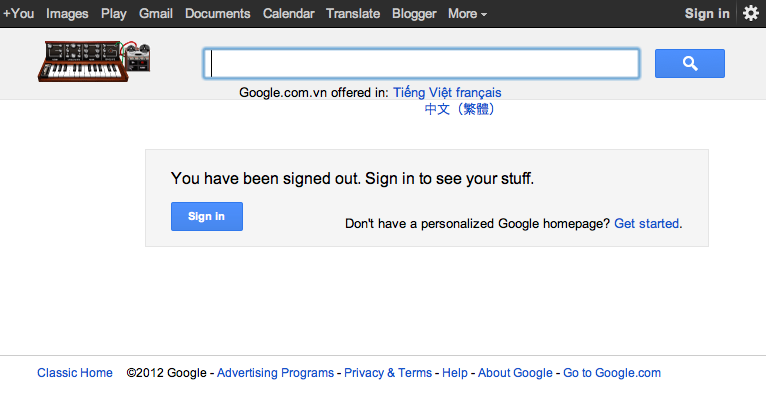 +You Images Play Gmail Documents Calendar Translate Blogger More Sign in
Google.com.vn offered in: Tiếng Việt français
中文（繁體）
You have been signed out. Sign in to see your stuff.
Sign in
Don't have a personalized Google homepage? Get started.
Classic Home ©2012 Google - Advertising Programs - Privacy & Terms - Help - About Google - Go to Google.com